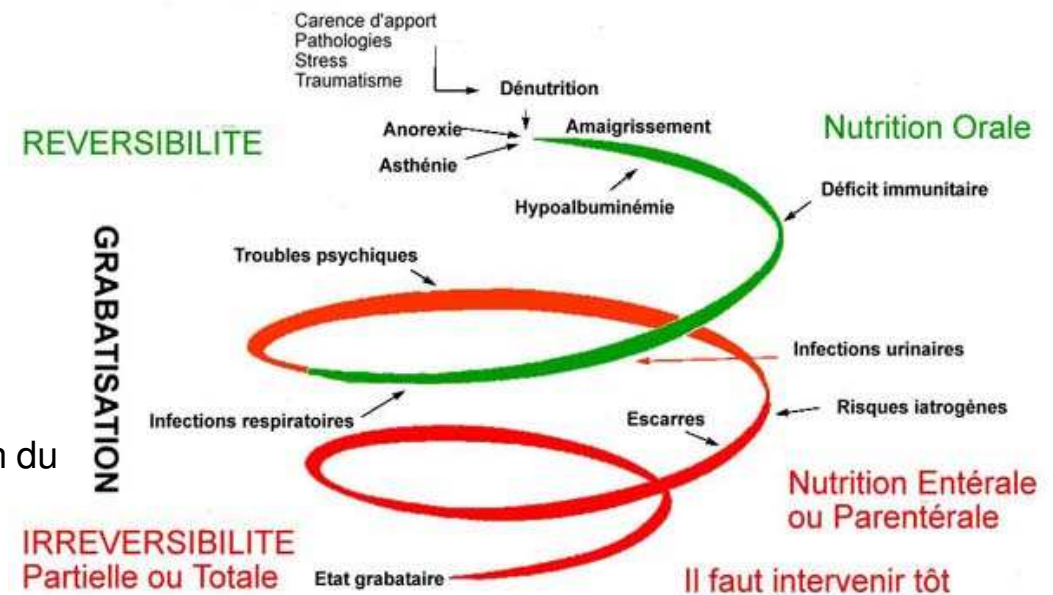 Carence d'apport
Pathologies
Stress
Traumatisme
Dénutrition
REVERSIBILITE
Anorexie
Amaigrissement
Nutrition Orale
Asthénie
Hypoalbuminémie
Déficit immunitaire
GRABATISATION
Troubles psychiques
Infections urinaires
Infections respiratoires
Escarres
Risques iatrogènes
du
Nutrition Entérale
ou Parentérale
IRREVERSIBILITE
Partielle ou Totale
Etat grabataire
Il faut intervenir tôt